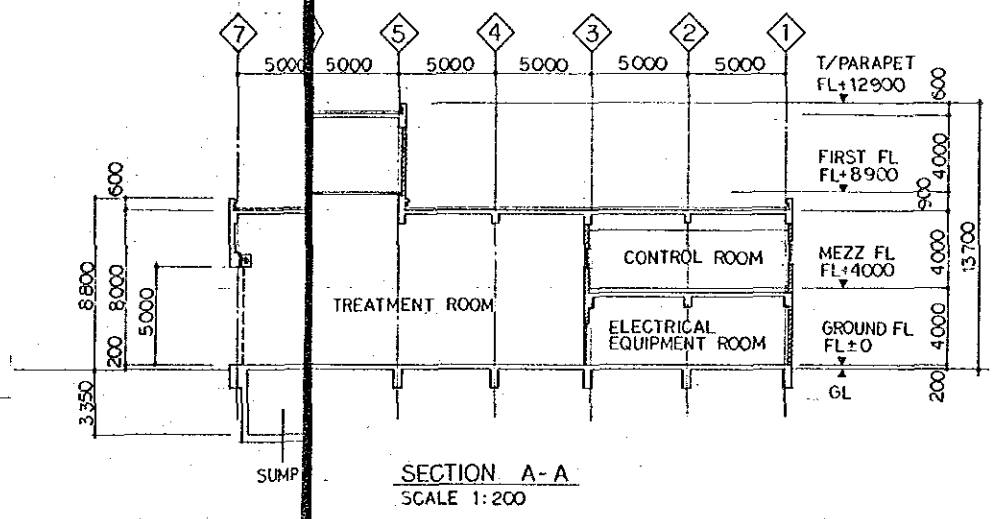 7 5 4 3 2 1
5000 5000 5000 5000 5000 5000
T/PARAPET
FL+12900
600
FIRST FL
FL+8900
4000
900
600
CONTROL ROOM
MEZZ FL
FL+4000
4000
13700
8800
8000
5000
TREATMENT ROOM
ELECTRICAL
EQUIPMENT ROOM
GROUND FL
FL±0
4000
200
GL
200
3350
SUMP
SECTION A-A
SCALE 1:200